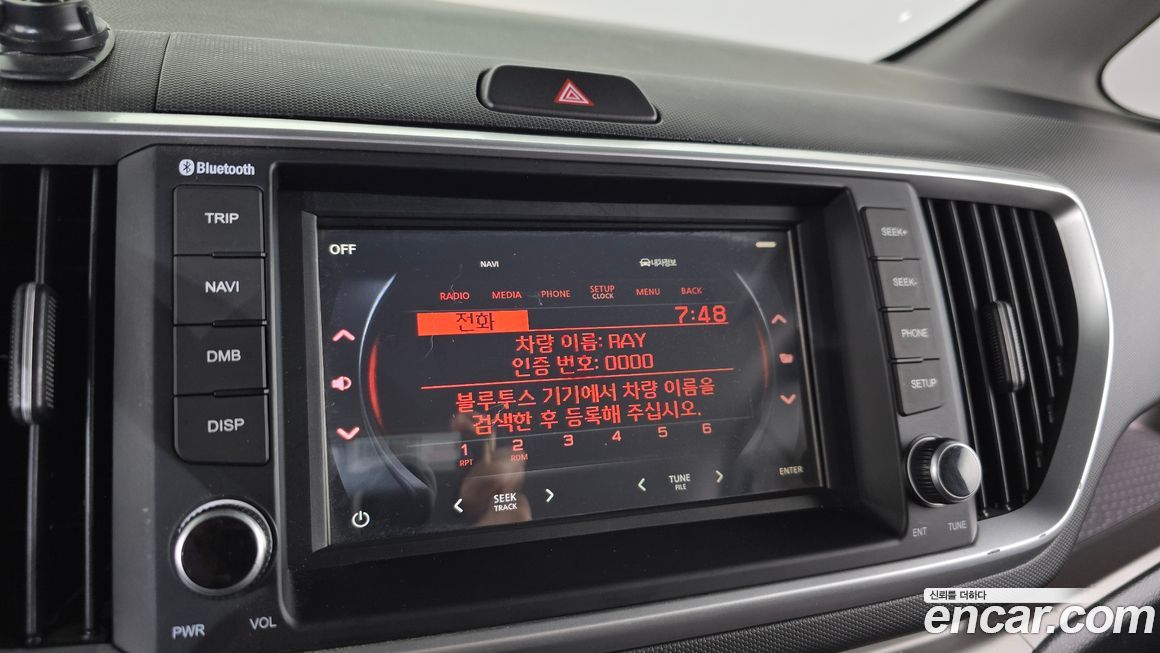 Bluetooth
TRIP
NAVI
DMB
DISP
PWR
VOL
OFF
NAVI
내차정보
RADIO MEDIA PHONE SETUP CLOCK MENU BACK
전화 7:48
차량 이름: RAY
인증 번호: 0000
블루투스 기기에서 차량 이름을
검색한 후 등록해 주십시오.
1 2 3 4 5 6
RPT RDM
SEEK
TRACK
TUNE
FILE
ENTER
SEEK+
SEEK-
PHONE
SETUP
ENT TUNE
신뢰를 더하다
encar.com